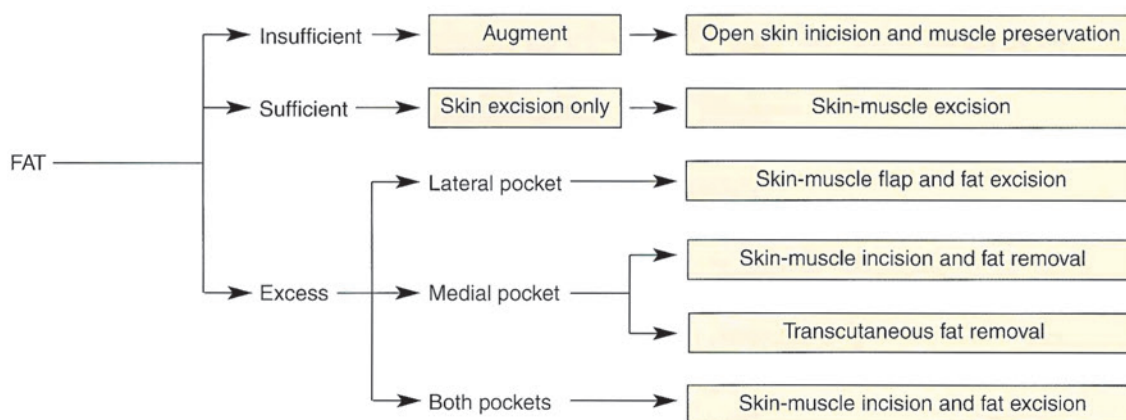 Insufficient Augment Open skin inicision and muscle preservation
Sufficient Skin excision only Skin-muscle excision
FAT
Lateral pocket Skin-muscle flap and fat excision
Skin-muscle incision and fat removal
Excess Medial pocket
Transcutaneous fat removal
Both pockets Skin-muscle incision and fat excision